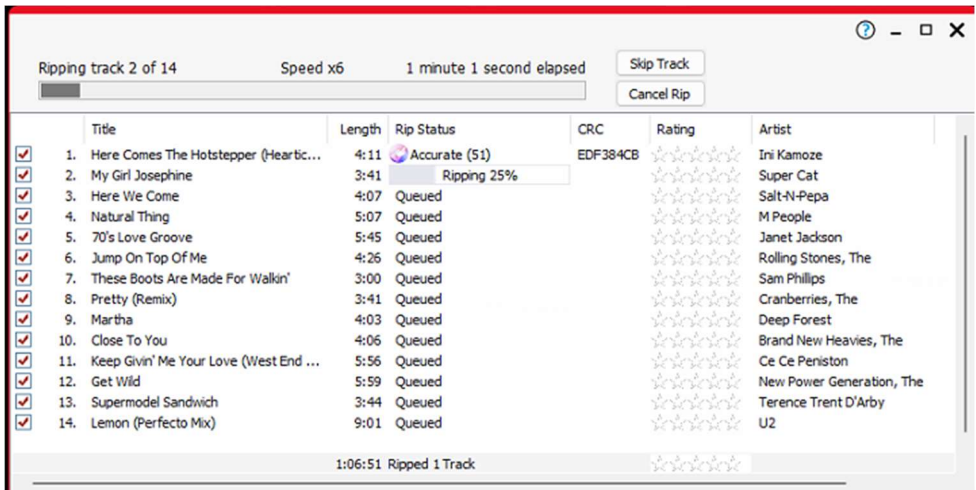 Ripping track 2 of 14 Speed x6 1 minute 1 second elapsed Skip Track
Cancel Rip
Title Length Rip Status CRC Rating Artist
1. Here Comes The Hotstepper (Heartic... 4:11 Accurate (51) EDF384CB Ini Kamoze
2. My Girl Josephine 3:41 Ripping 25% Super Cat
3. Here We Come 4:07 Queued Salt-N-Pepa
4. Natural Thing 5:07 Queued M People
5. 70's Love Groove 5:45 Queued Janet Jackson
6. Jump On Top Of Me 4:26 Queued Rolling Stones, The
7. These Boots Are Made For Walkin' 3:00 Queued Sam Phillips
8. Pretty (Remix) 3:41 Queued Cranberries, The
9. Martha 4:03 Queued Deep Forest
10. Close To You 4:06 Queued Brand New Heavies, The
11. Keep Givin' Me Your Love (West End ... 5:56 Queued Ce Ce Peniston
12. Get Wild 5:59 Queued New Power Generation, The
13. Supermodel Sandwich 3:44 Queued Terence Trent D'Arby
14. Lemon (Perfecto Mix) 9:01 Queued U2
1:06:51 Ripped 1 Track